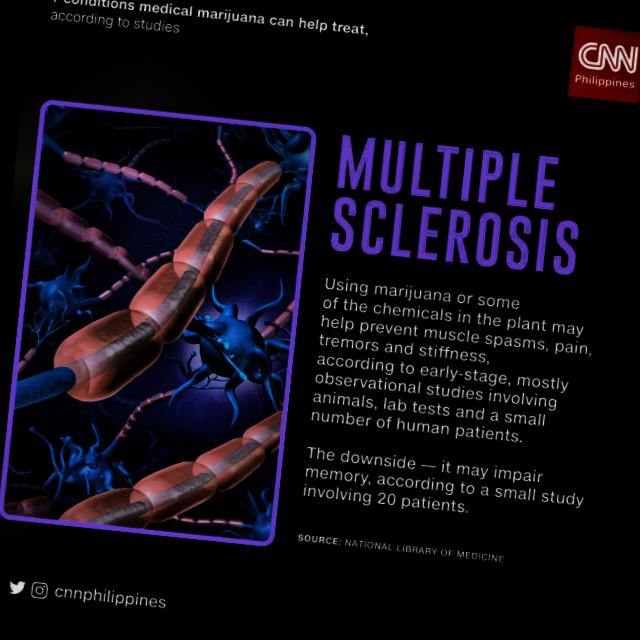 conditions medical marijuana can help treat,
according to studies
CNN
Philippines
MULTIPLE
SCLEROSIS
Using marijuana or some
of the chemicals in the plant may
help prevent muscle spasms, pain,
tremors and stiffness,
according to early-stage, mostly
observational studies involving
animals, lab tests and a small
number of human patients.
The downside — it may impair
memory, according to a small study
involving 20 patients.
SOURCE: NATIONAL LIBRARY OF MEDICINE
cnnphilippines